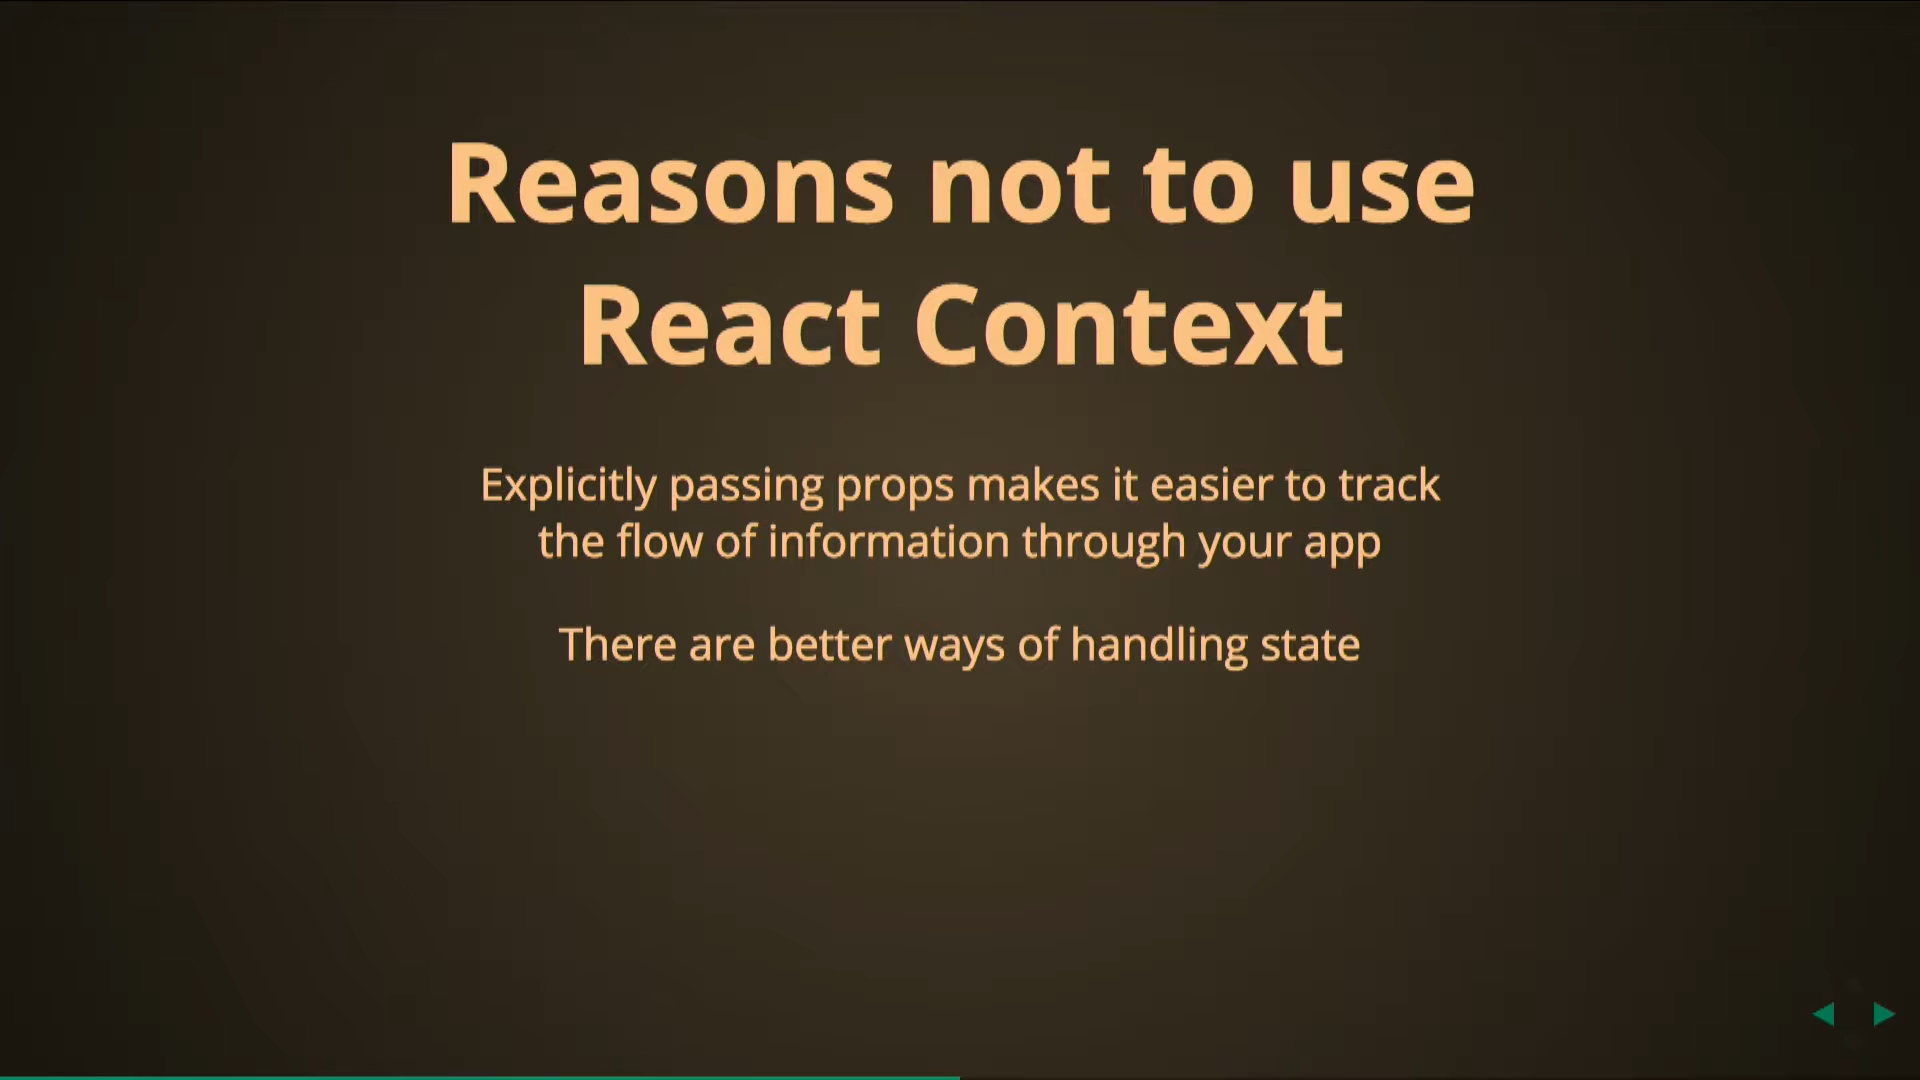 Reasons not to use
React Context
Explicitly passing props makes it easier to track
the flow of information through your app
There are better ways of handling state